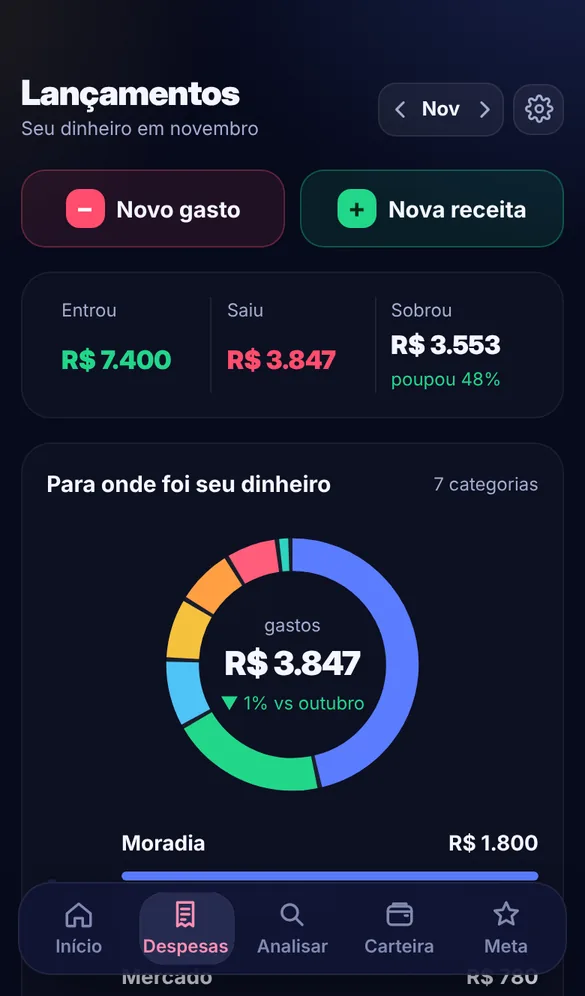 Lançamentos
Seu dinheiro em novembro
Nov
Novo gasto
Nova receita
Entrou
Saiu
Sobrou
R$ 7.400
R$ 3.847
R$ 3.553
poupou 48%
Para onde foi seu dinheiro
7 categorias
gastos
R$ 3.847
▼ 1% vs outubro
Moradia
R$ 1.800
Início
Despesas
Analisar
Carteira
Meta
Mercado
R$ 780